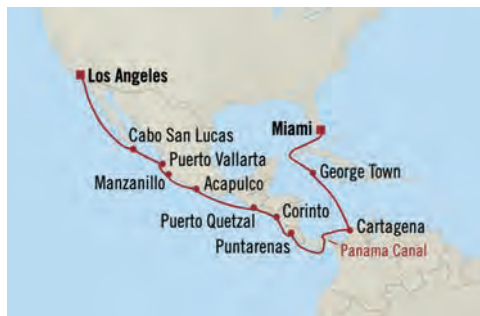 Los Angeles
Miami
Cabo San Lucas
Puerto Vallarta
George Town
Manzanillo
Acapulco
Puerto Quetzal
Corinto
Cartagena
Puntarenas
Panama Canal